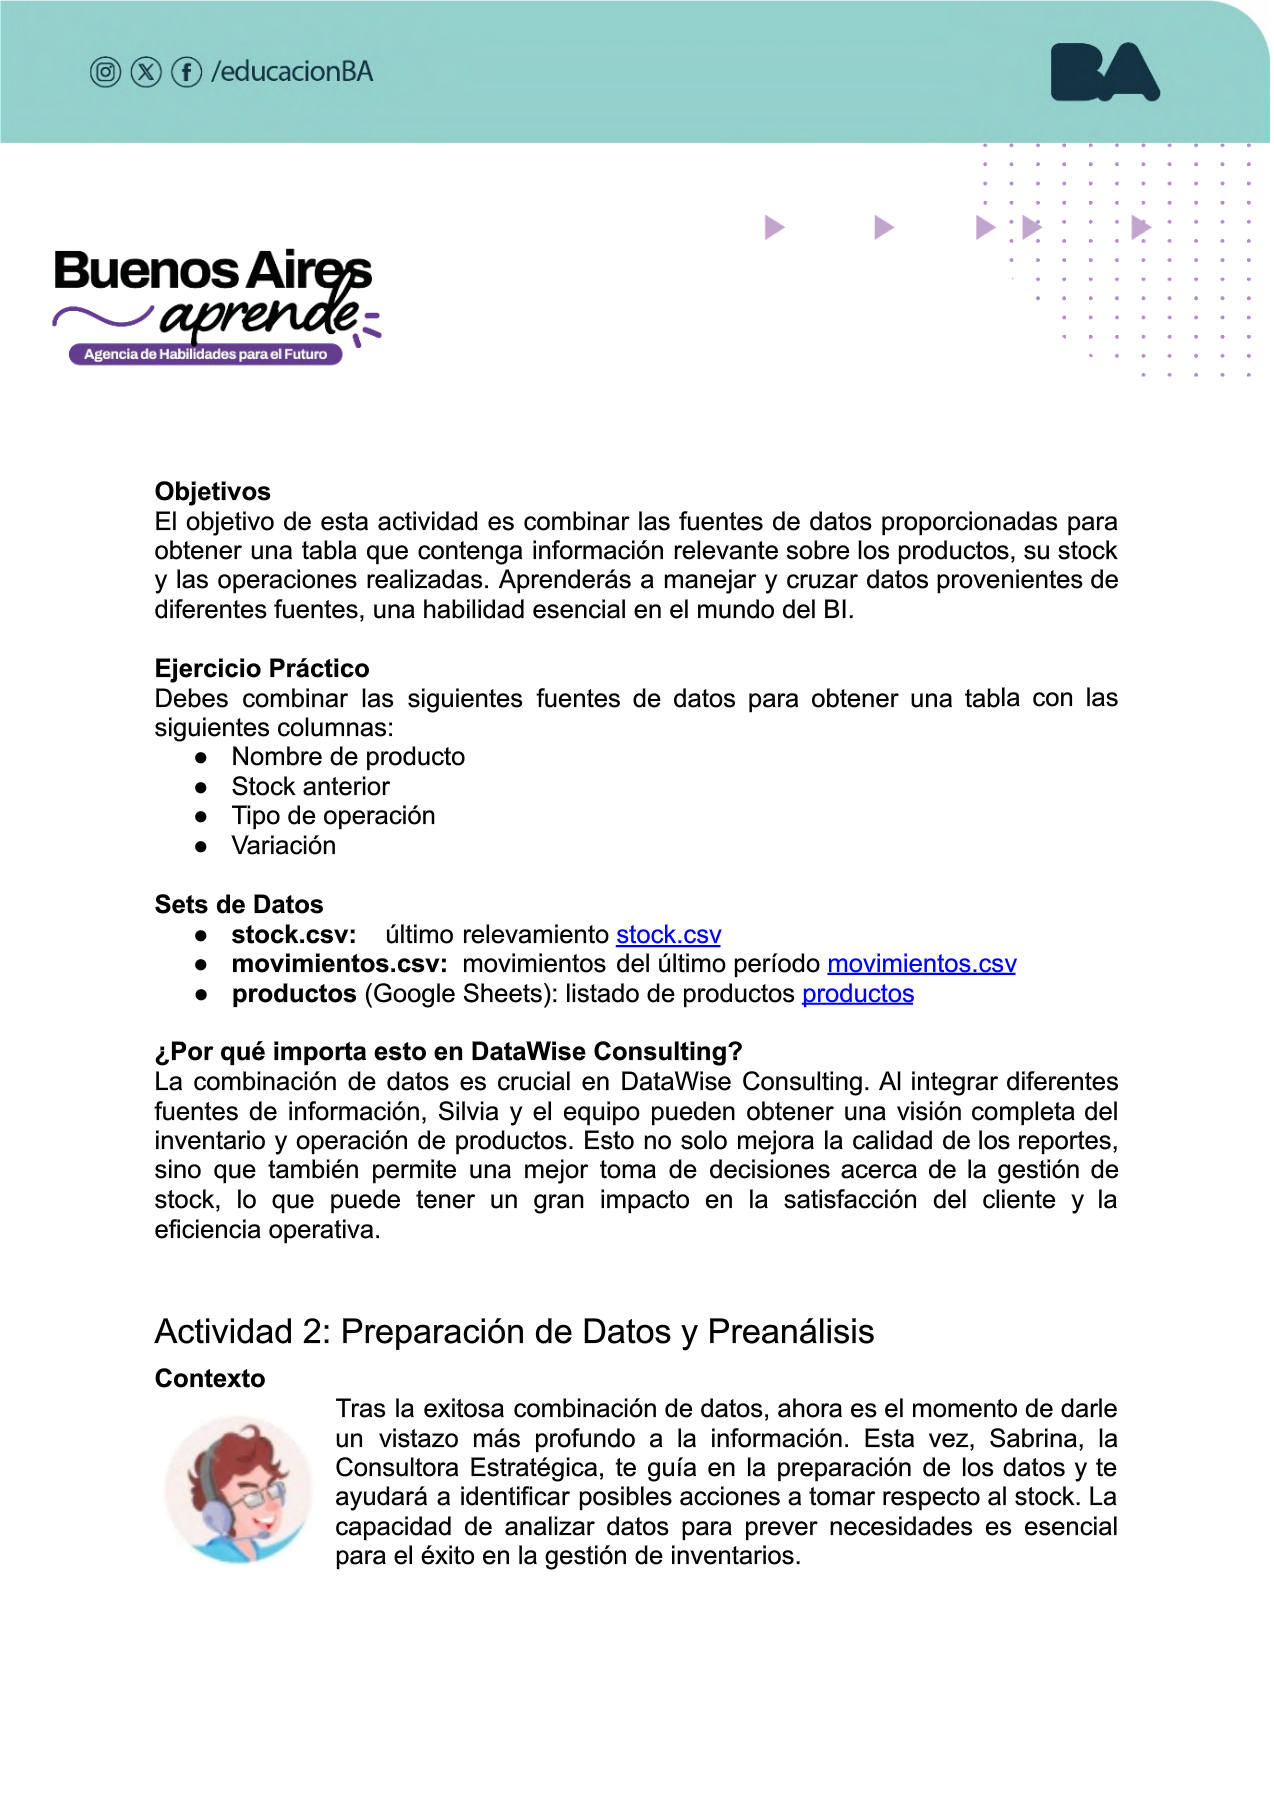 /educacionBA
BA
Buenos Aires
aprende
Agencia de Habilidades para el Futuro
Objetivos
El objetivo de esta actividad es combinar las fuentes de datos proporcionadas para
obtener una tabla que contenga información relevante sobre los productos, su stock
y las operaciones realizadas. Aprenderás a manejar y cruzar datos provenientes de
diferentes fuentes, una habilidad esencial en el mundo del BI.
Ejercicio Práctico
Debes combinar las siguientes fuentes de datos para obtener una tabla con las
siguientes columnas:
● Nombre de producto
● Stock anterior
● Tipo de operación
● Variación
Sets de Datos
● stock.csv: último relevamiento stock.csv
● movimientos.csv: movimientos del último período movimientos.csv
● productos (Google Sheets): listado de productos productos
¿Por qué importa esto en DataWise Consulting?
La combinación de datos es crucial en DataWise Consulting. Al integrar diferentes
fuentes de información, Silvia y el equipo pueden obtener una visión completa del
inventario y operación de productos. Esto no solo mejora la calidad de los reportes,
sino que también permite una mejor toma de decisiones acerca de la gestión de
stock, lo que puede tener un gran impacto en la satisfacción del cliente y la
eficiencia operativa.
Actividad 2: Preparación de Datos y Preanálisis
Contexto
Tras la exitosa combinación de datos, ahora es el momento de darle
un vistazo más profundo a la información. Esta vez, Sabrina, la
Consultora Estratégica, te guía en la preparación de los datos y te
ayudará a identificar posibles acciones a tomar respecto al stock. La
capacidad de analizar datos para prever necesidades es esencial
para el éxito en la gestión de inventarios.